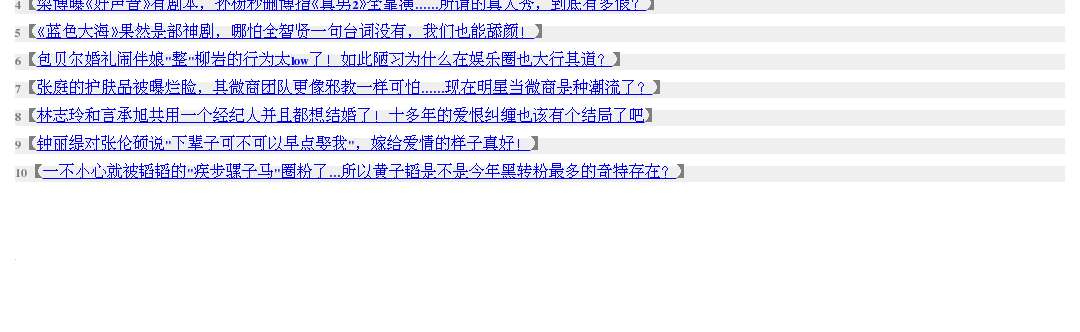 4【梁博曝《好声音》有剧本，孙杨秒删博指《真男2》全靠演......所谓的真人秀，到底有多假？】
5【《蓝色大海》果然是部神剧，哪怕全智贤一句台词没有，我们也能舔颜！】
6【包贝尔婚礼闹伴娘"整"柳岩的行为太low了！如此陋习为什么在娱乐圈也大行其道？】
7【张庭的护肤品被曝烂脸，其微商团队更像邪教一样可怕......现在明星当微商是种潮流了？】
8【林志玲和言承旭共用一个经纪人并且都想结婚了！十多年的爱恨纠缠也该有个结局了吧】
9【钟丽缇对张伦硕说"下辈子可不可以早点娶我"，嫁给爱情的样子真好！】
10【一不小心就被韬韬的"疾步骡子马"圈粉了...所以黄子韬是不是今年黑转粉最多的奇特存在？】